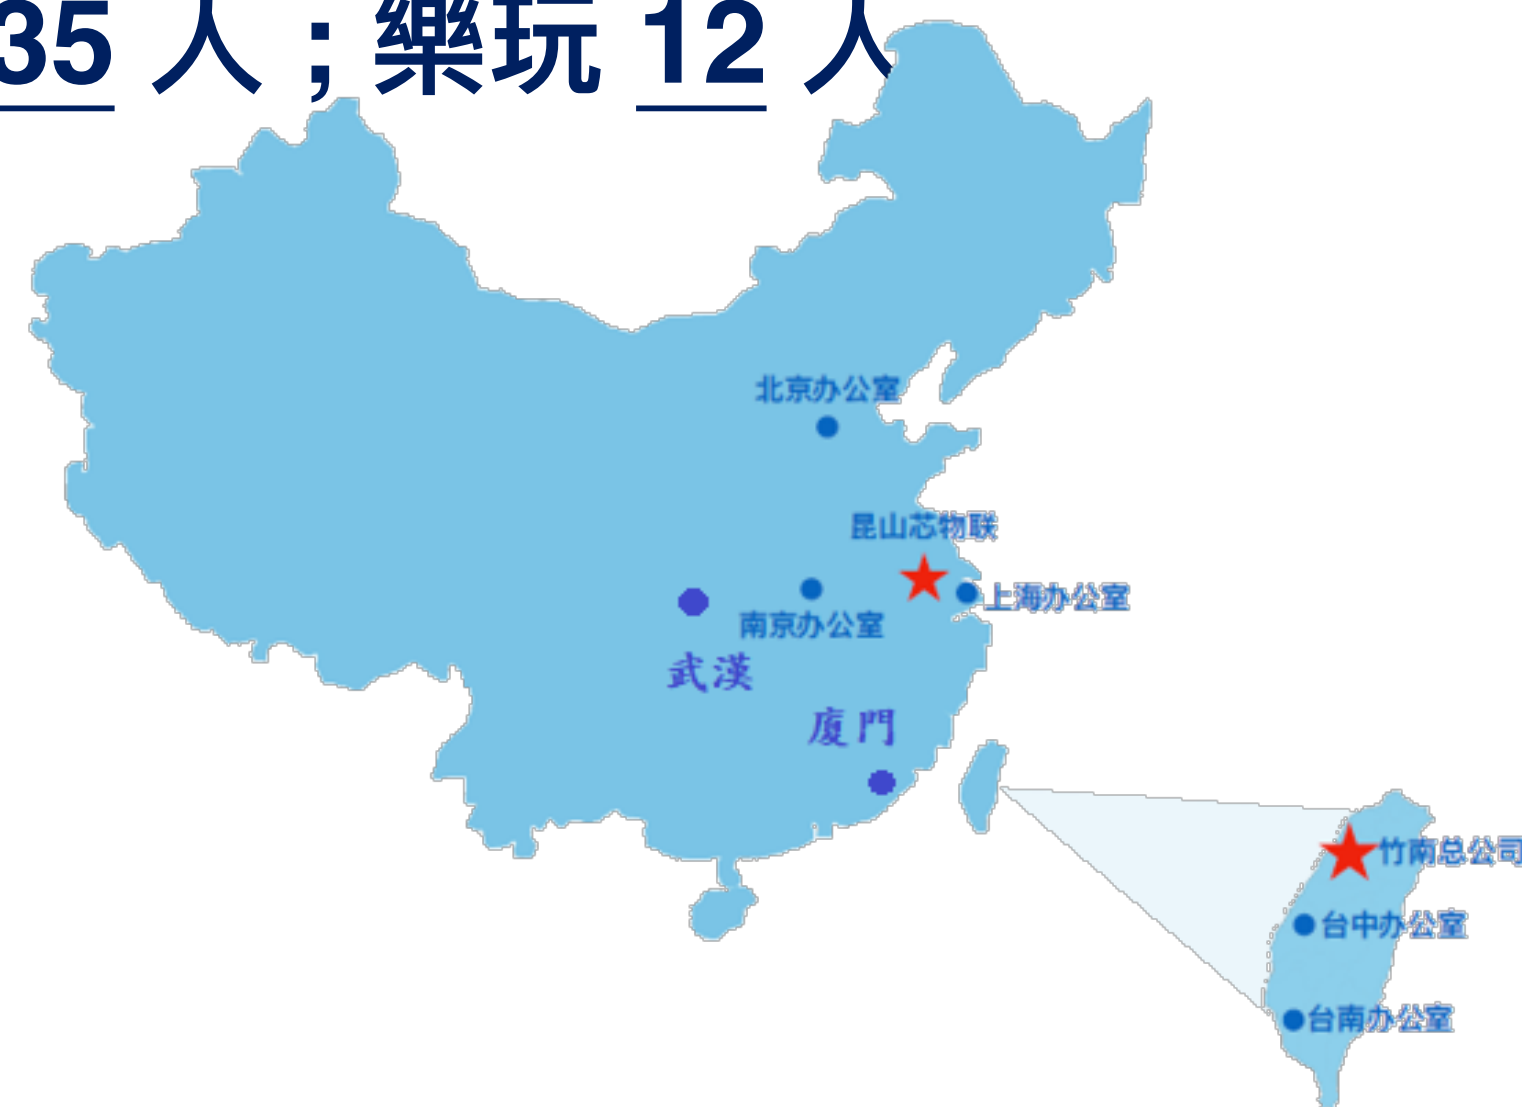 35 人；樂玩 12 人
北京办公室
昆山芯物联
上海办公室
南京办公室
武漢
廈門
竹南总公司
台中办公室
台南办公室